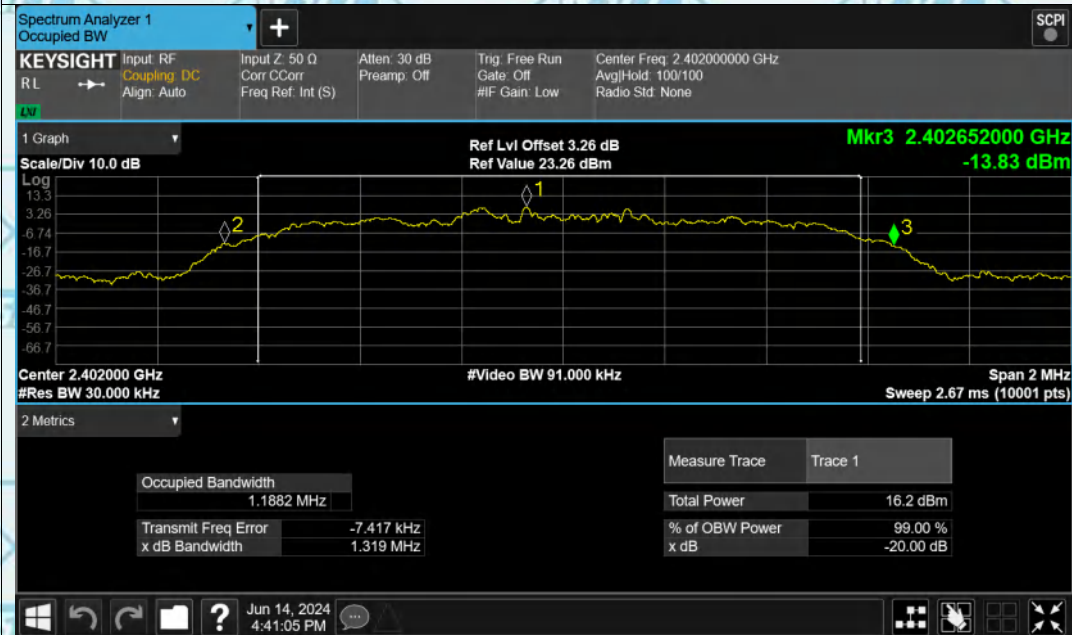 Spectrum Analyzer 1
Occupied BW
+
SCPI
KEYSIGHT
RL
LXI
Input: RF
Coupling: DC
Align: Auto
Input Z: 50 Ω
Corr CCorr
Freq Ref: Int (S)
Atten: 30 dB
Preamp: Off
Trig: Free Run
Gate: Off
#IF Gain: Low
Center Freq: 2.402000000 GHz
Avg|Hold: 100/100
Radio Std: None
1 Graph
Scale/Div 10.0 dB
Ref Lvl Offset 3.26 dB
Ref Value 23.26 dBm
Mkr3 2.402652000 GHz
-13.83 dBm
Log
13.3
3.26
-6.74
-16.7
-26.7
-36.7
-46.7
-56.7
-66.7
1
2
3
Center 2.402000 GHz
#Video BW 91.000 kHz
Span 2 MHz
#Res BW 30.000 kHz
Sweep 2.67 ms (10001 pts)
2 Metrics
Occupied Bandwidth
1.1882 MHz
Transmit Freq Error -7.417 kHz
x dB Bandwidth 1.319 MHz
Measure Trace Trace 1
Total Power 16.2 dBm
% of OBW Power 99.00 %
x dB -20.00 dB
?
Jun 14, 2024
4:41:05 PM